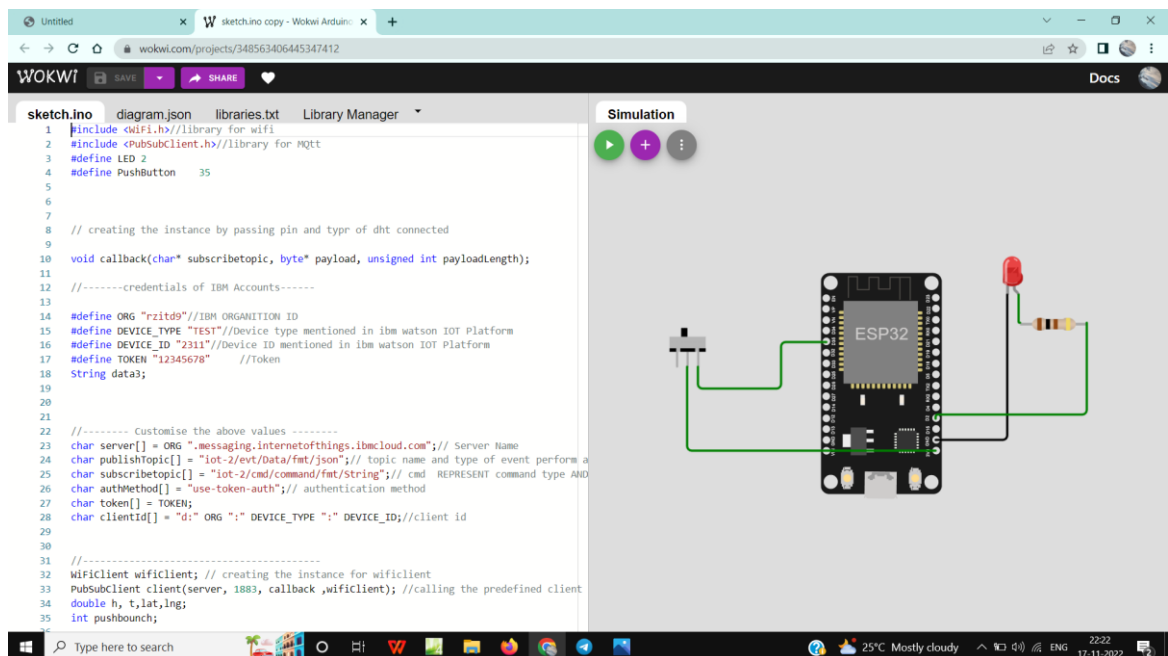 Untitled
sketch.ino copy - Wokwi Arduino
wokwi.com/projects/348563406445347412
WOKWi SAVE SHARE Docs
sketch.ino diagram.json libraries.txt Library Manager
Simulation
1 #include <WiFi.h>//library for wifi
2 #include <PubSubClient.h>//library for MQtt
3 #define LED 2
4 #define PushButton    35
5
6
7
8 // creating the instance by passing pin and typr of dht connected
9
10 void callback(char* subscribetopic, byte* payload, unsigned int payloadLength);
11
12 //-------credentials of IBM Accounts------
13
14 #define ORG "rzitd9"//IBM ORGANITION ID
15 #define DEVICE_TYPE "TEST"//Device type mentioned in ibm watson IOT Platform
16 #define DEVICE_ID "2311"//Device ID mentioned in ibm watson IOT Platform
17 #define TOKEN "12345678"     //Token
18 String data3;
19
20
21
22 //-------- Customise the above values --------
23 char server[] = ORG ".messaging.internetofthings.ibmcloud.com";// Server Name
24 char publishTopic[] = "iot-2/evt/Data/fmt/json";// topic name and type of event perform a
25 char subscribetopic[] = "iot-2/cmd/command/fmt/String";// cmd  REPRESENT command type AND
26 char authMethod[] = "use-token-auth";// authentication method
27 char token[] = TOKEN;
28 char clientId[] = "d:" ORG ":" DEVICE_TYPE ":" DEVICE_ID;//client id
29
30
31 //-----------------------------------------
32 WiFiClient wifiClient; // creating the instance for wificlient
33 PubSubClient client(server, 1883, callback ,wifiClient); //calling the predefined client
34 double h, t,lat,lng;
35 int pushbounch;
ESP32
Type here to search
25°C Mostly cloudy
ENG
22:22
17-11-2022